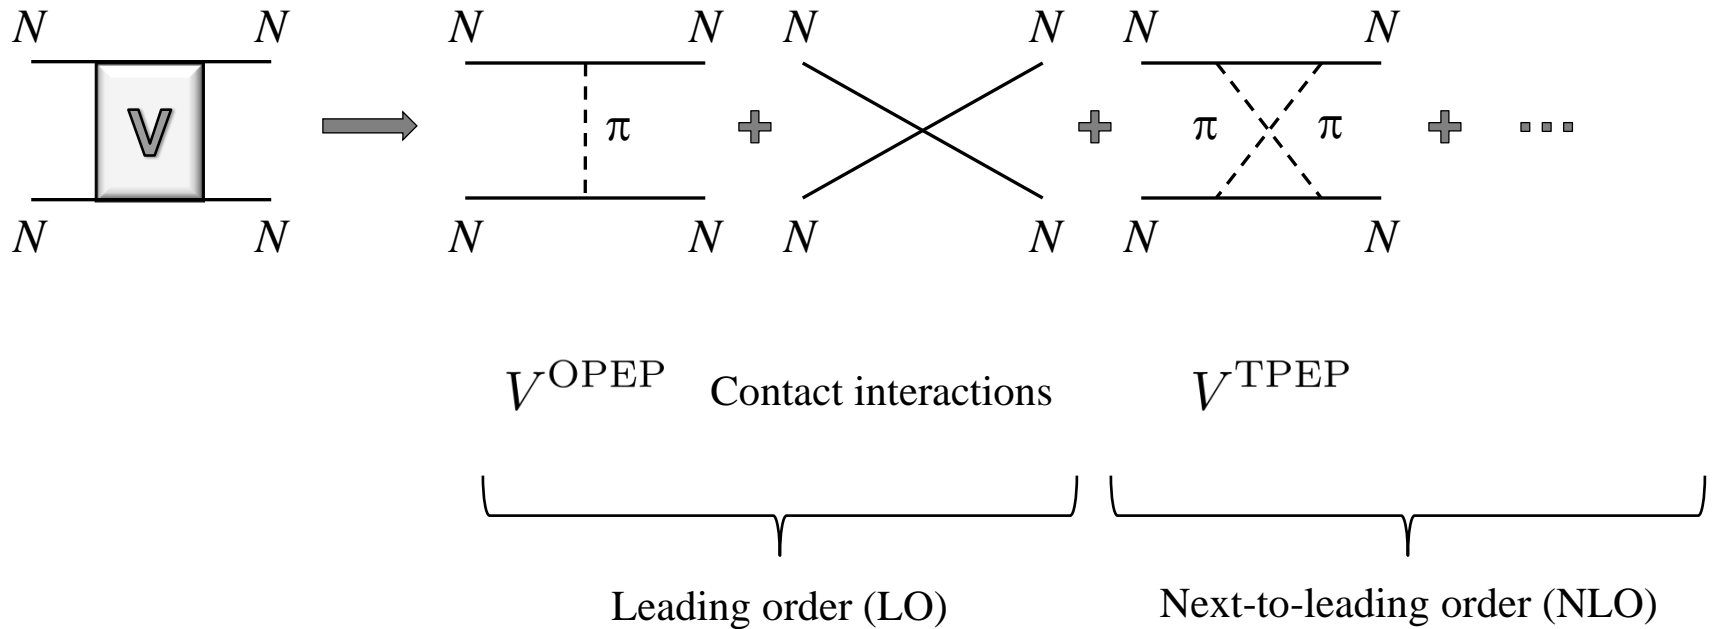 N N N N N N N N
V π + + π π + ...
N N N N N N N N
V^OPEP Contact interactions V^TPEP
Leading order (LO) Next-to-leading order (NLO)